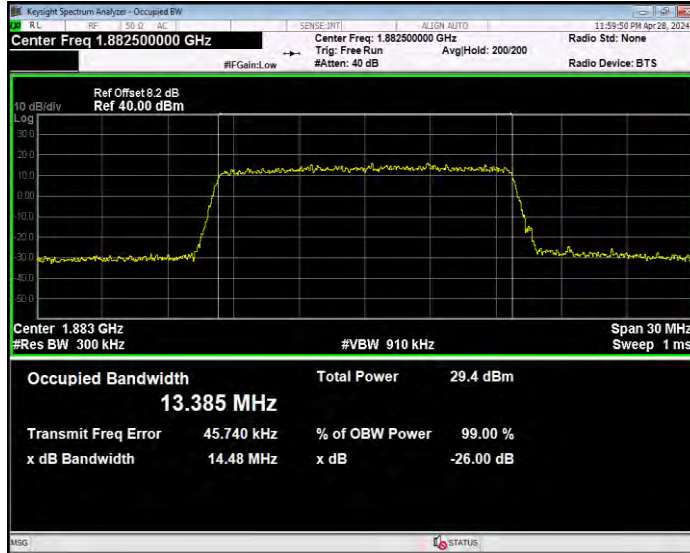 Keysight Spectrum Analyzer - Occupied BW
RL RF 50 Ω AC SENSE:INT ALIGN AUTO 11:59:50 PM Apr 28, 2024
Center Freq 1.882500000 GHz Center Freq: 1.882500000 GHz Radio Std: None
Trig: Free Run Avg|Hold: 200/200
#IFGain:Low #Atten: 40 dB Radio Device: BTS
Ref Offset 8.2 dB
10 dB/div Ref 40.00 dBm
Log
30.0
20.0
10.0
0.00
-10.0
-20.0
-30.0
-40.0
-50.0
Center 1.883 GHz Span 30 MHz
#Res BW 300 kHz #VBW 910 kHz Sweep 1 ms
Occupied Bandwidth Total Power 29.4 dBm
13.385 MHz
Transmit Freq Error 45.740 kHz % of OBW Power 99.00 %
x dB Bandwidth 14.48 MHz x dB -26.00 dB
MSG STATUS